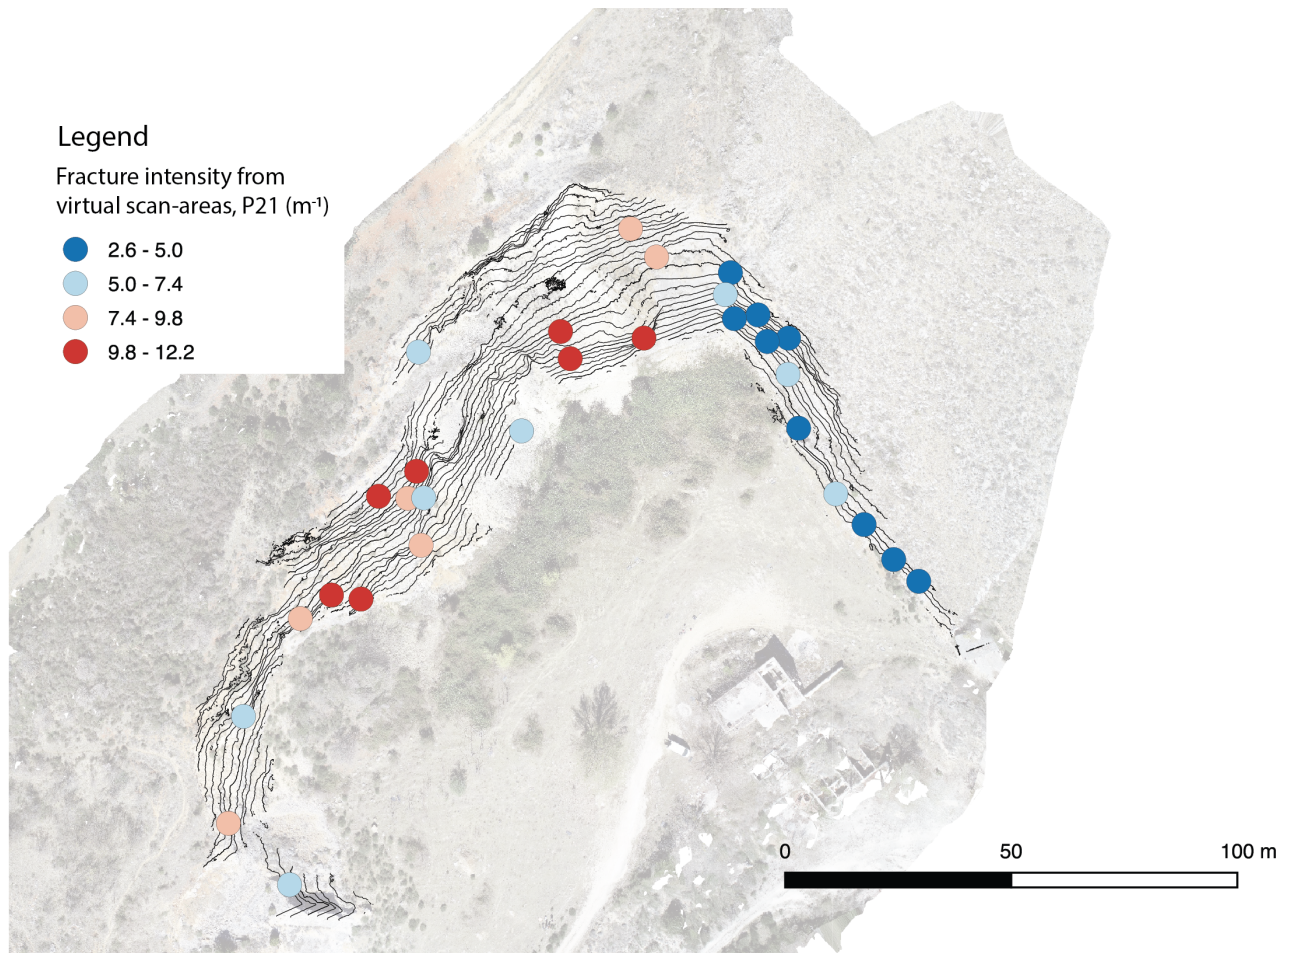 Legend
Fracture intensity from
virtual scan-areas, P21 (m⁻¹)
2.6 - 5.0
5.0 - 7.4
7.4 - 9.8
9.8 - 12.2
0 50 100 m